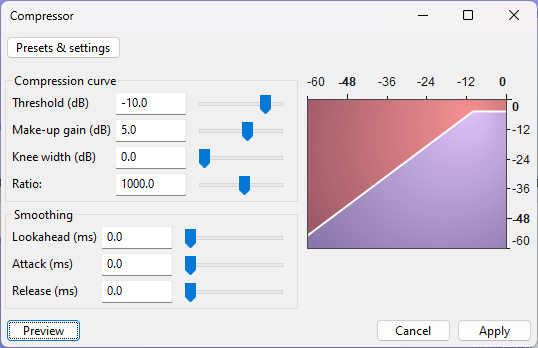 Compressor
Presets & settings
Compression curve
Threshold (dB) -10.0
Make-up gain (dB) 5.0
Knee width (dB) 0.0
Ratio: 1000.0
Smoothing
Lookahead (ms) 0.0
Attack (ms) 0.0
Release (ms) 0.0
-60 -48 -36 -24 -12 0
0
-12
-24
-36
-48
-60
Preview Cancel Apply